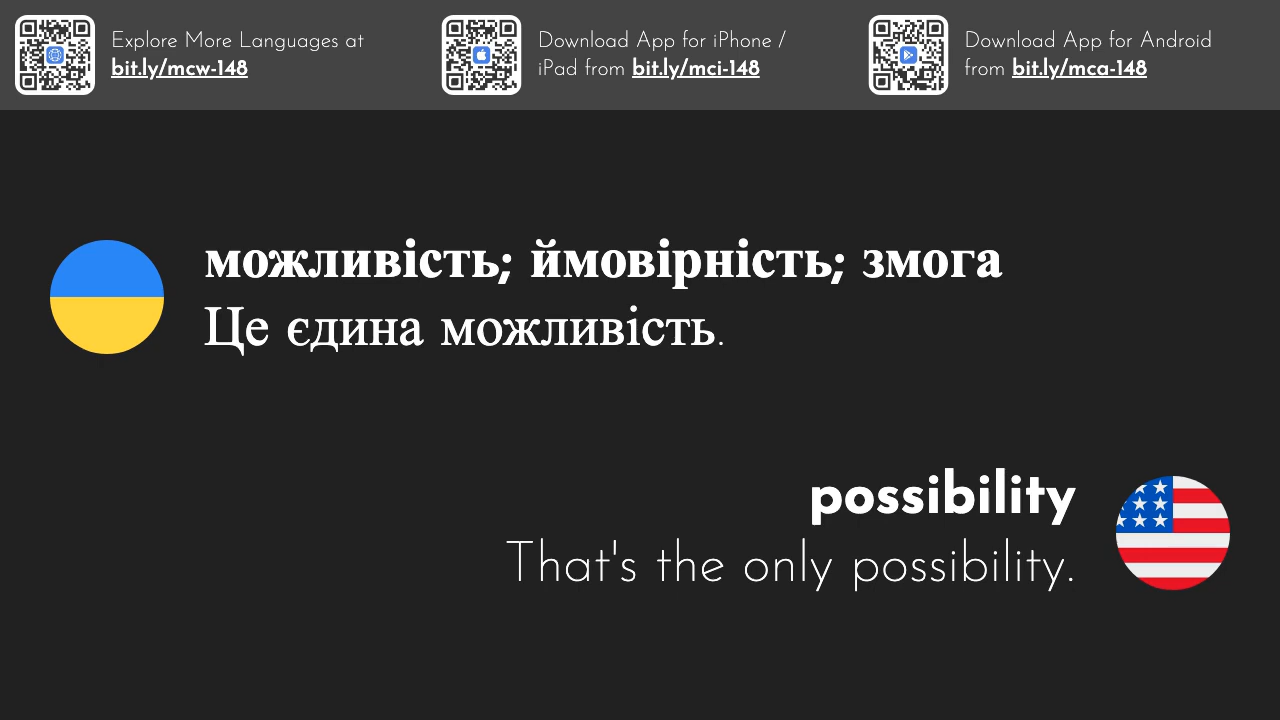 Explore More Languages at
bit.ly/mcw-148
Download App for iPhone /
iPad from bit.ly/mci-148
Download App for Android
from bit.ly/mca-148
можливість; ймовірність; змога
Це єдина можливість.
possibility
That's the only possibility.